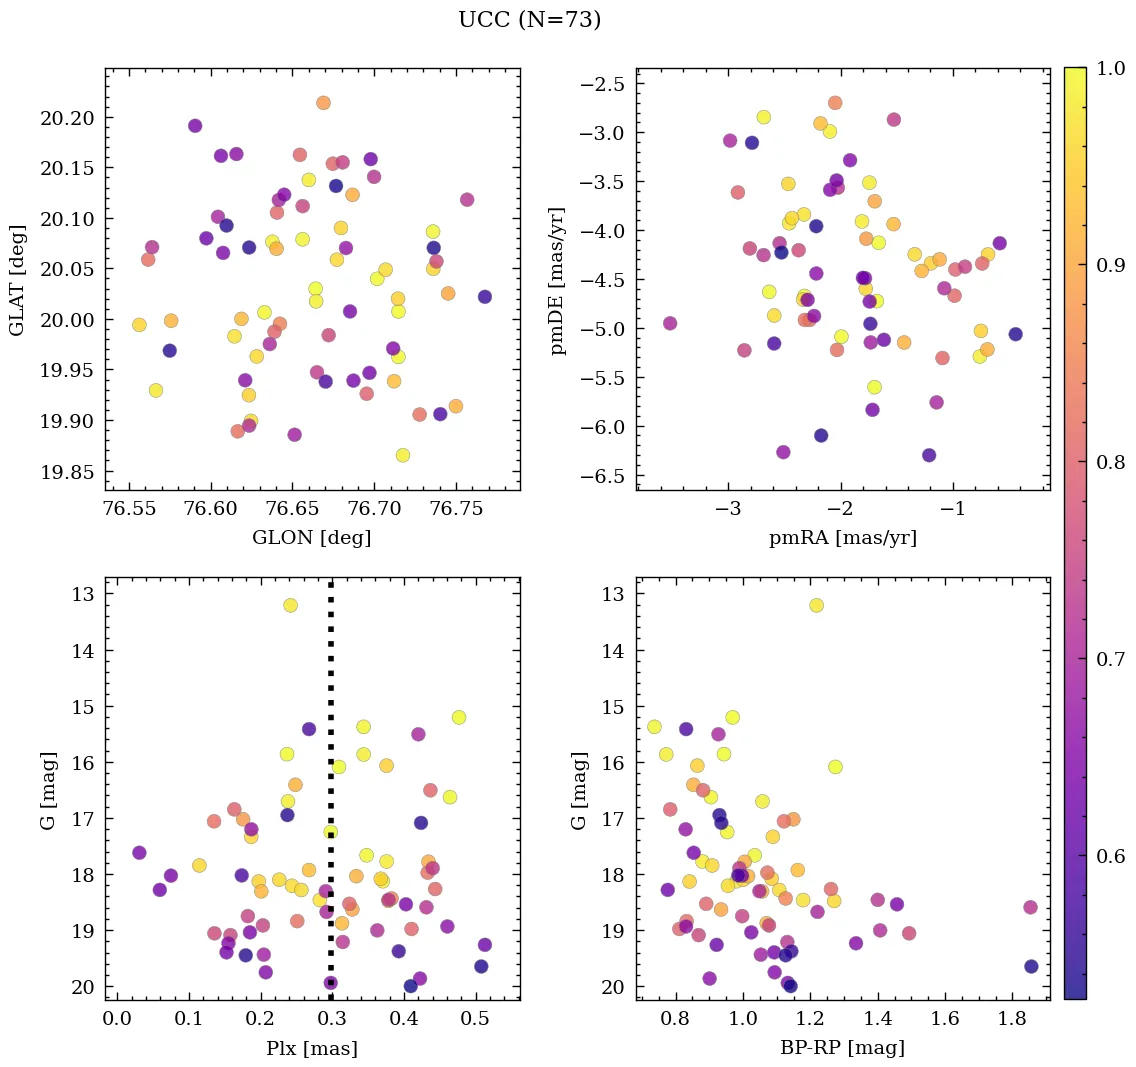 UCC (N=73)
20.20
20.15
20.10
20.05
20.00
19.95
19.90
19.85
GLAT [deg]
76.55 76.60 76.65 76.70 76.75
GLON [deg]
−2.5
−3.0
−3.5
−4.0
−4.5
−5.0
−5.5
−6.0
−6.5
pmDE [mas/yr]
−3 −2 −1
pmRA [mas/yr]
1.0
0.9
0.8
0.7
0.6
13
14
15
16
17
18
19
20
G [mag]
0.0 0.1 0.2 0.3 0.4 0.5
Plx [mas]
13
14
15
16
17
18
19
20
G [mag]
0.8 1.0 1.2 1.4 1.6 1.8
BP-RP [mag]